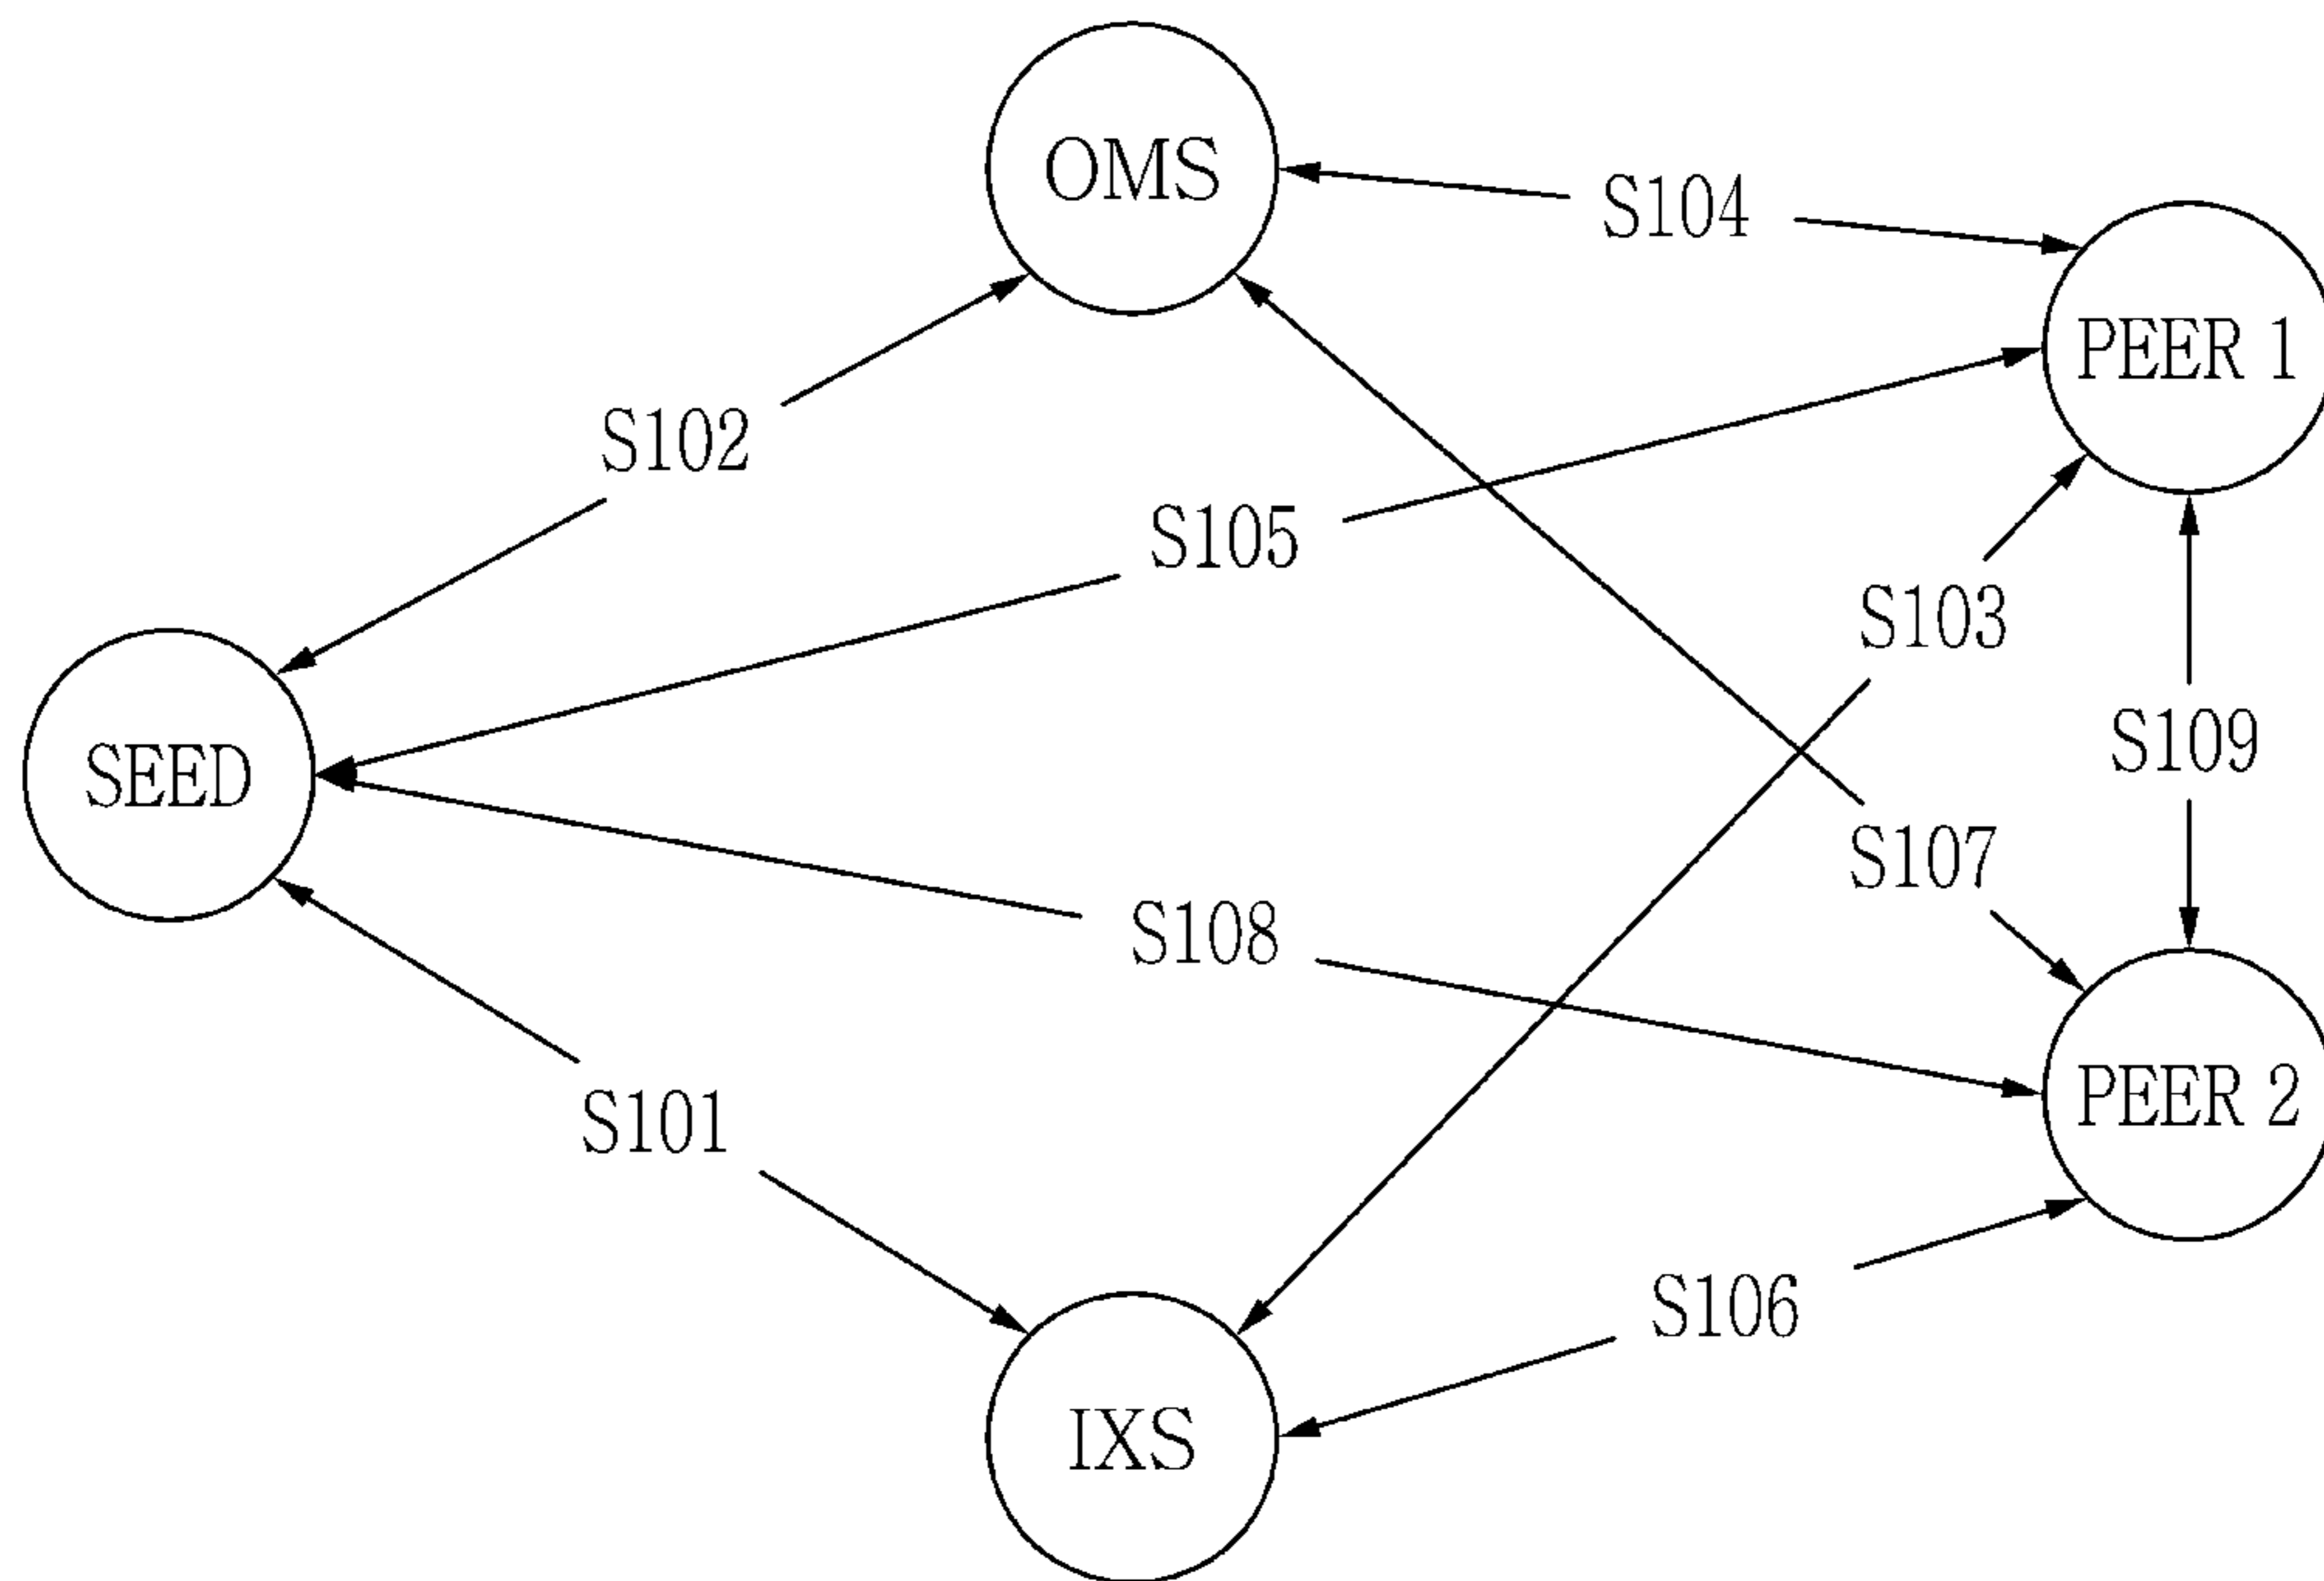 OMS
S104
PEER 1
S102
S105
S103
S109
SEED
S107
S108
PEER 2
S101
S106
IXS